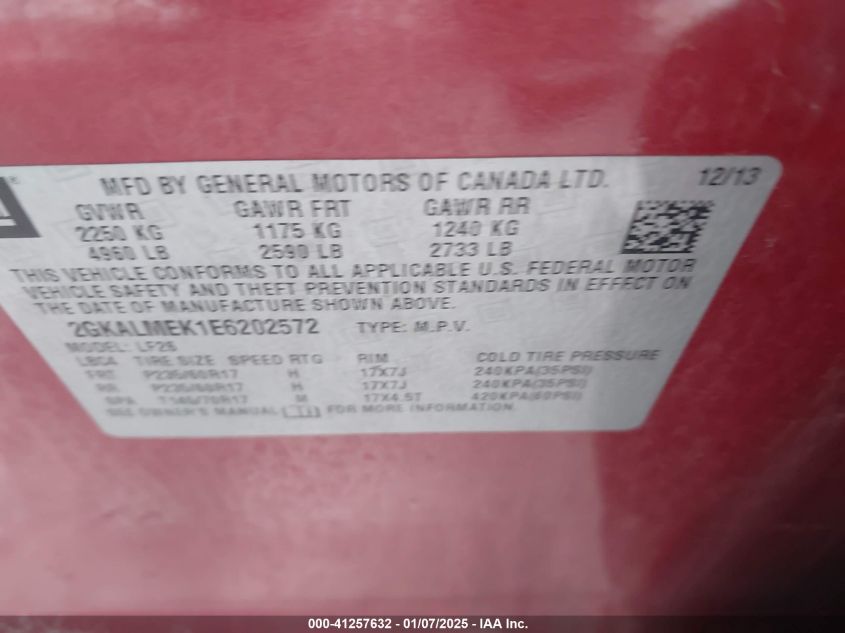 MFD BY GENERAL MOTORS OF CANADA LTD. 12/13
GVWR GAWR FRT GAWR RR
2250 KG 1175 KG 1240 KG
4960 LB 2590 LB 2733 LB
THIS VEHICLE CONFORMS TO ALL APPLICABLE U.S. FEDERAL MOTOR
VEHICLE SAFETY AND THEFT PREVENTION STANDARDS IN EFFECT ON
THE DATE OF MANUFACTURE SHOWN ABOVE.
2GKALMEK1E6202572 TYPE: M.P.V.
MODEL: LF26
TIRE SIZE SPEED RTG RIM COLD TIRE PRESSURE
FRT P235/60R17 H 17X7J 240KPA(35PSI)
RR P235/60R17 H 17X7J 240KPA(35PSI)
SPA T145/70R17 M 17X4.5T 420KPA(60PSI)
SEE OWNER'S MANUAL FOR MORE INFORMATION.
000-41257632 - 01/07/2025 - IAA Inc.